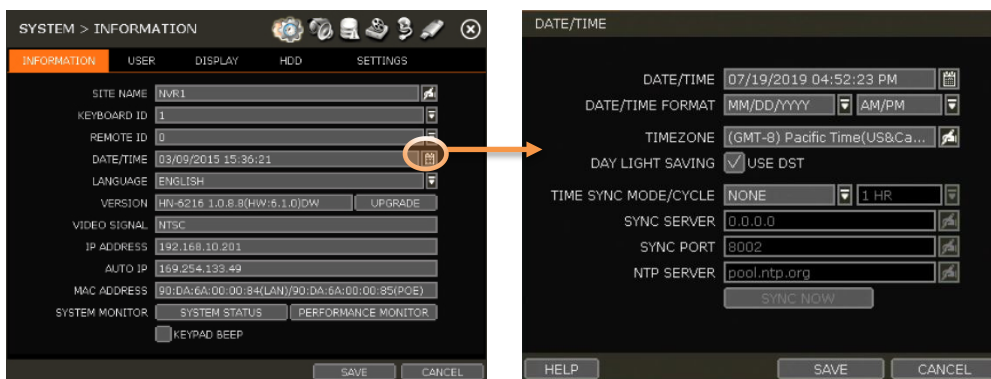 SYSTEM > INFORMATION
INFORMATION USER DISPLAY HDD SETTINGS
SITE NAME NVR1
KEYBOARD ID 1
REMOTE ID 0
DATE/TIME 03/09/2015 15:36:21
LANGUAGE ENGLISH
VERSION HN-6216 1.0.8.8(HW:6.1.0)DW UPGRADE
VIDEO SIGNAL NTSC
IP ADDRESS 192.168.10.201
AUTO IP 169.254.133.49
MAC ADDRESS 90:DA:6A:00:00:84(LAN)/90:DA:6A:00:00:85(POE)
SYSTEM MONITOR SYSTEM STATUS PERFORMANCE MONITOR
KEYPAD BEEP
SAVE CANCEL
DATE/TIME
DATE/TIME 07/19/2019 04:52:23 PM
DATE/TIME FORMAT MM/DD/YYYY AM/PM
TIMEZONE (GMT-8) Pacific Time(US&Ca...
DAY LIGHT SAVING USE DST
TIME SYNC MODE/CYCLE NONE 1 HR
SYNC SERVER 0.0.0.0
SYNC PORT 8002
NTP SERVER pool.ntp.org
SYNC NOW
HELP SAVE CANCEL